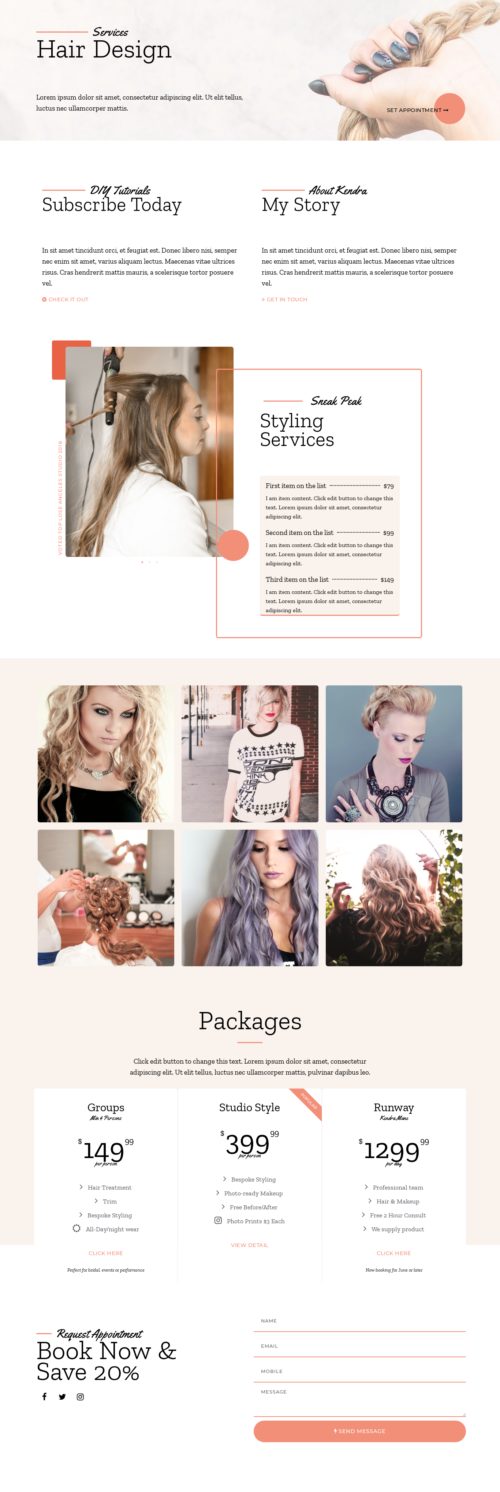 Services
Hair Design
Lorem ipsum dolor sit amet, consectetur adipiscing elit. Ut elit tellus,
luctus nec ullamcorper mattis.
SET APPOINTMENT
DIY Tutorials
Subscribe Today
In sit amet tincidunt orci, et feugiat est. Donec libero nisi, semper
nec enim sit amet, varius aliquam lectus. Maecenas vitae ultrices
risus. Cras hendrerit mattis mauris, a scelerisque tortor posuere
vel.
CHECK IT OUT
About Kendra
My Story
In sit amet tincidunt orci, et feugiat est. Donec libero nisi, semper
nec enim sit amet, varius aliquam lectus. Maecenas vitae ultrices
risus. Cras hendrerit mattis mauris, a scelerisque tortor posuere
vel.
GET IN TOUCH
VOTED TOP LOSE ANGELES STUDIO 2018
Sneak Peak
Styling
Services
First item on the list $79
I am item content. Click edit button to change this
text. Lorem ipsum dolor sit amet, consectetur
adipiscing elit.
Second item on the list $99
I am item content. Click edit button to change this
text. Lorem ipsum dolor sit amet, consectetur
adipiscing elit.
Third item on the list $149
I am item content. Click edit button to change this
text. Lorem ipsum dolor sit amet, consectetur
adipiscing elit.
Packages
Click edit button to change this text. Lorem ipsum dolor sit amet, consectetur
adipiscing elit. Ut elit tellus, luctus nec ullamcorper mattis, pulvinar dapibus leo.
Groups
Min 4 Persons
$149 99
per person
Hair Treatment
Trim
Bespoke Styling
All-Day/night wear
CLICK HERE
Perfect for bridal, events or performance
POPULAR
Studio Style
$399 99
per person
Bespoke Styling
Photo-ready Makeup
Free Before/After
Photo Prints $3 Each
VIEW DETAIL
Runway
$1299 99
per day
Professional team
Hair & Makeup
Free 2 Hour Consult
We supply product
CLICK HERE
Now booking for June or later
Request Appointment
Book Now &
Save 20%
NAME
EMAIL
MOBILE
MESSAGE
SEND MESSAGE